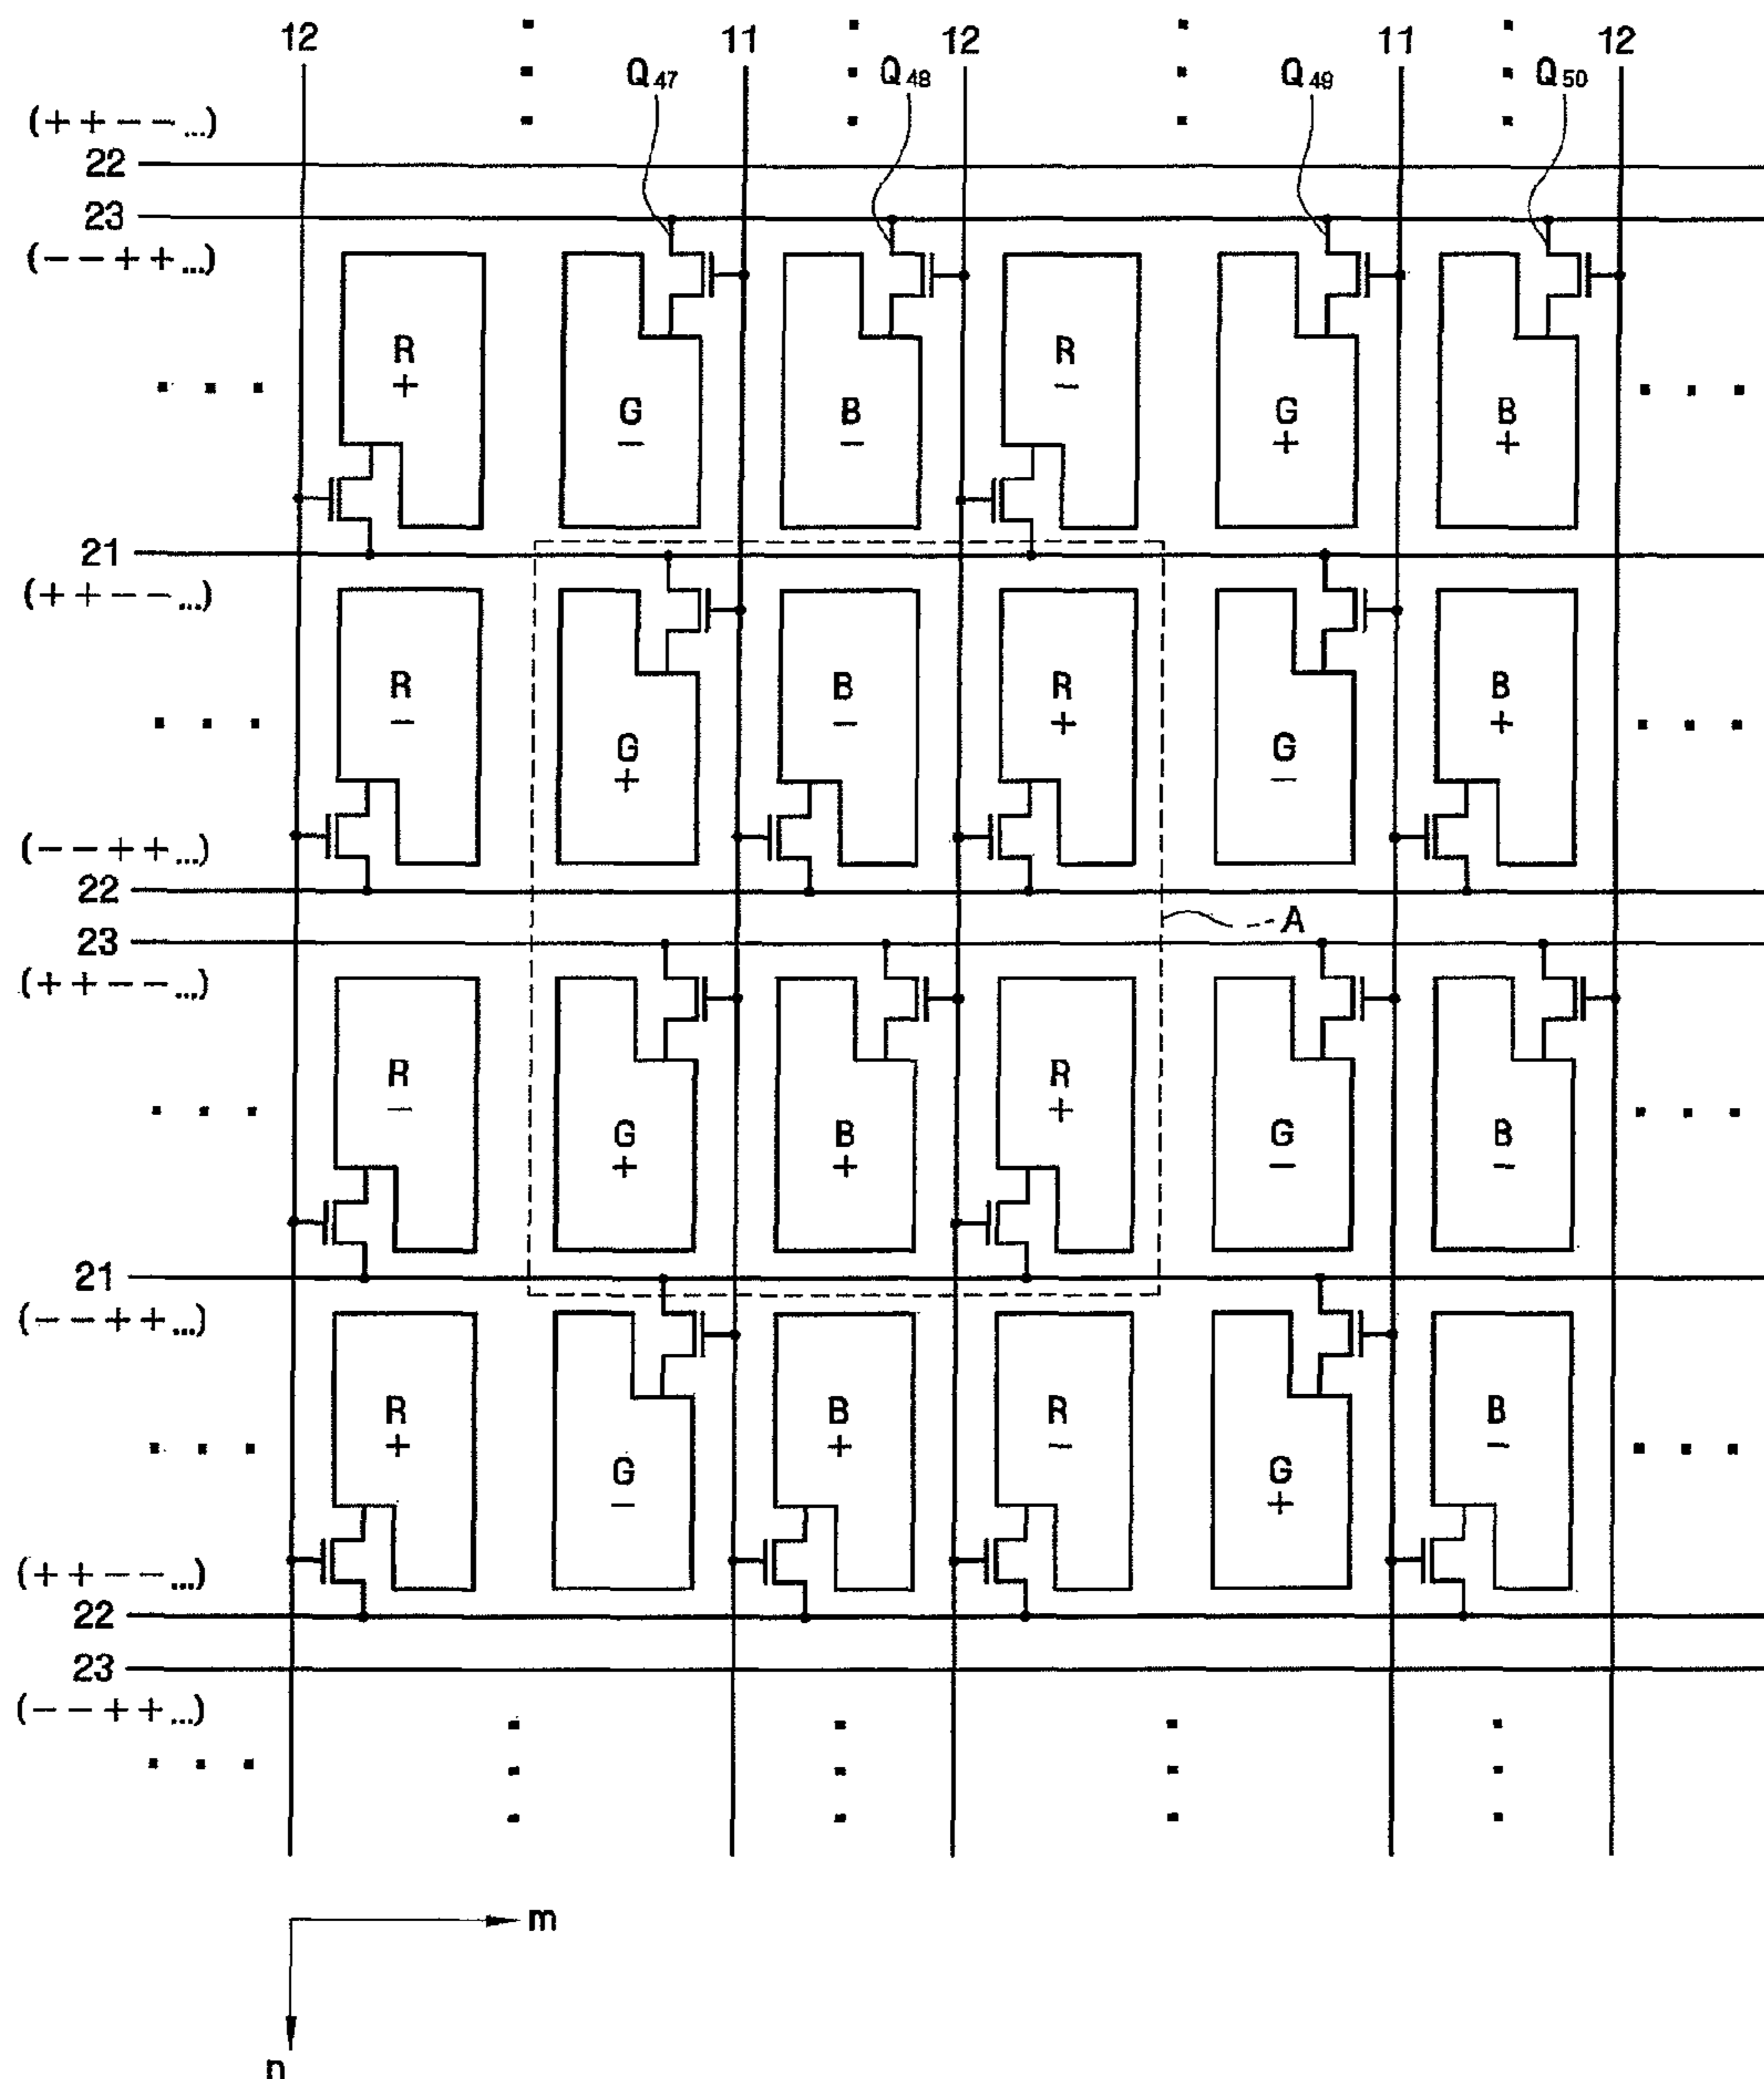 12 11 12 11 12
Q47 Q48 Q49 Q50
(++−−...)
22
23
(−−++...)
R R
+ −
G B G B
− − + +
21
(++−−...)
R B R B
− − + +
G G
+ −
(−−++...)
22
A
23
(++−−...)
R R
− +
G B G B
+ + − −
21
(−−++...)
R B R B
+ + − −
G G
− +
(++−−...)
22
23
(−−++...)
m
n